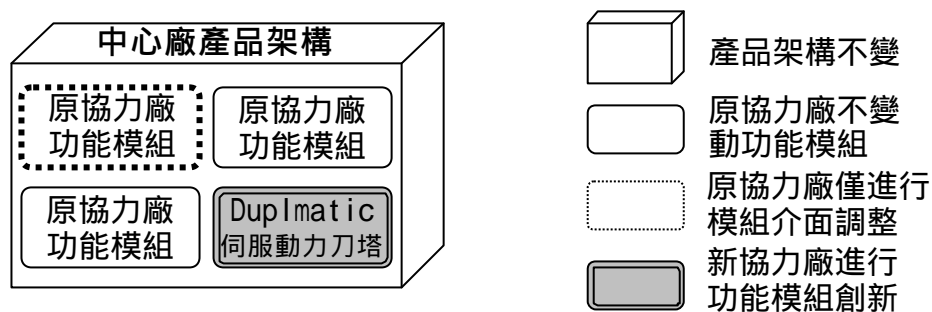 中心廠產品架構
原協力廠
功能模組
原協力廠
功能模組
原協力廠
功能模組
Duplmatic
伺服動力刀塔
產品架構不變
原協力廠不變
動功能模組
原協力廠僅進行
模組介面調整
新協力廠進行
功能模組創新